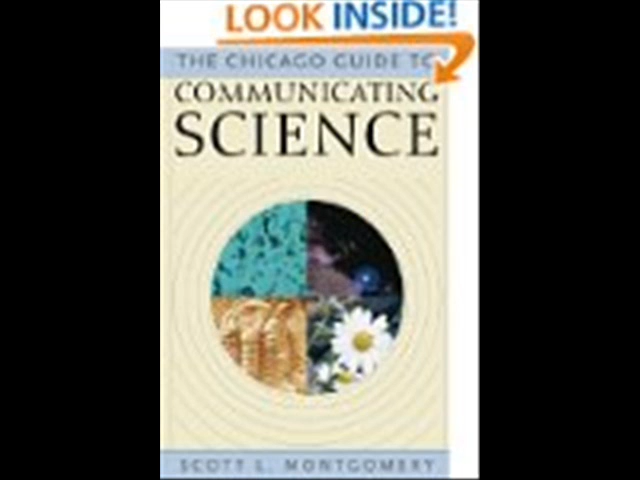 LOOK INSIDE!
THE CHICAGO GUIDE TO
COMMUNICATING
SCIENCE
SCOTT L. MONTGOMERY